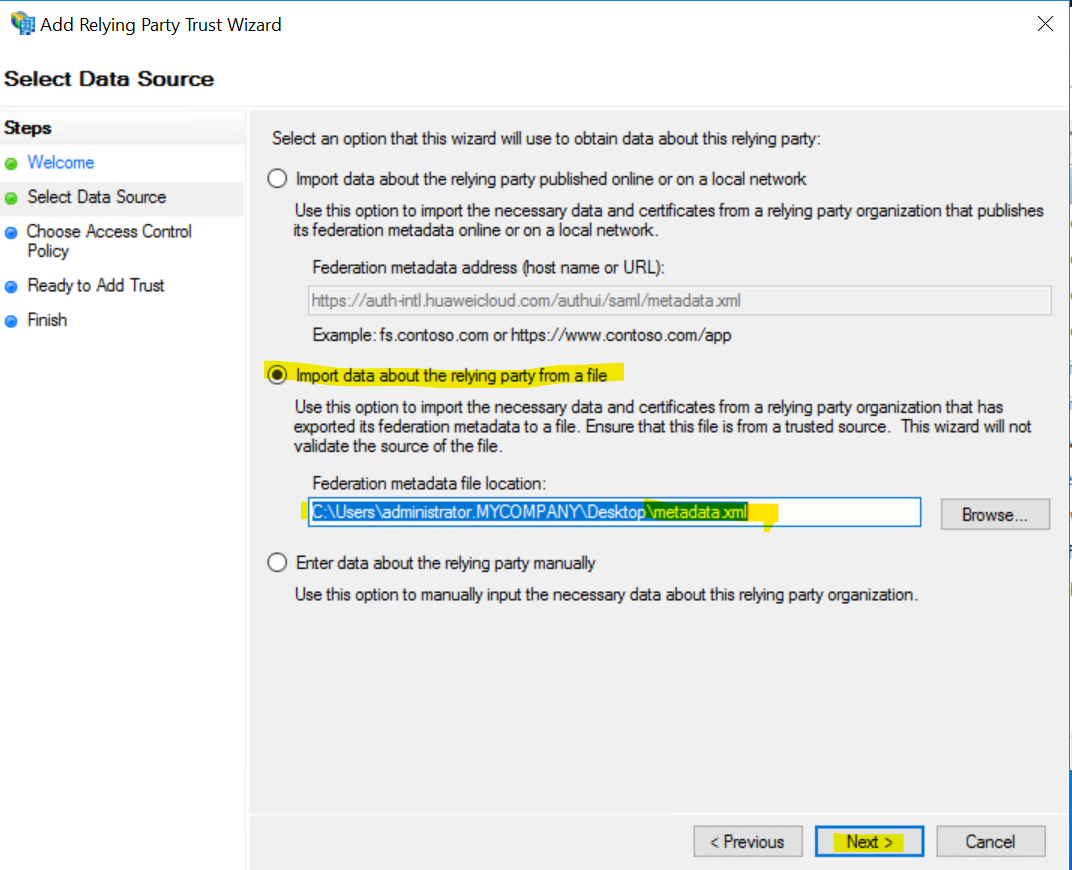 Add Relying Party Trust Wizard
Select Data Source
Steps
Welcome
Select Data Source
Choose Access Control
Policy
Ready to Add Trust
Finish
Select an option that this wizard will use to obtain data about this relying party:
Import data about the relying party published online or on a local network
Use this option to import the necessary data and certificates from a relying party organization that publishes
its federation metadata online or on a local network.
Federation metadata address (host name or URL):
https://auth-intl.huaweicloud.com/authui/saml/metadata.xml
Example: fs.contoso.com or https://www.contoso.com/app
Import data about the relying party from a file
Use this option to import the necessary data and certificates from a relying party organization that has
exported its federation metadata to a file. Ensure that this file is from a trusted source. This wizard will not
validate the source of the file.
Federation metadata file location:
C:\Users\administrator.MYCOMPANY\Desktop\metadata.xml
Browse...
Enter data about the relying party manually
Use this option to manually input the necessary data about this relying party organization.
< Previous
Next >
Cancel